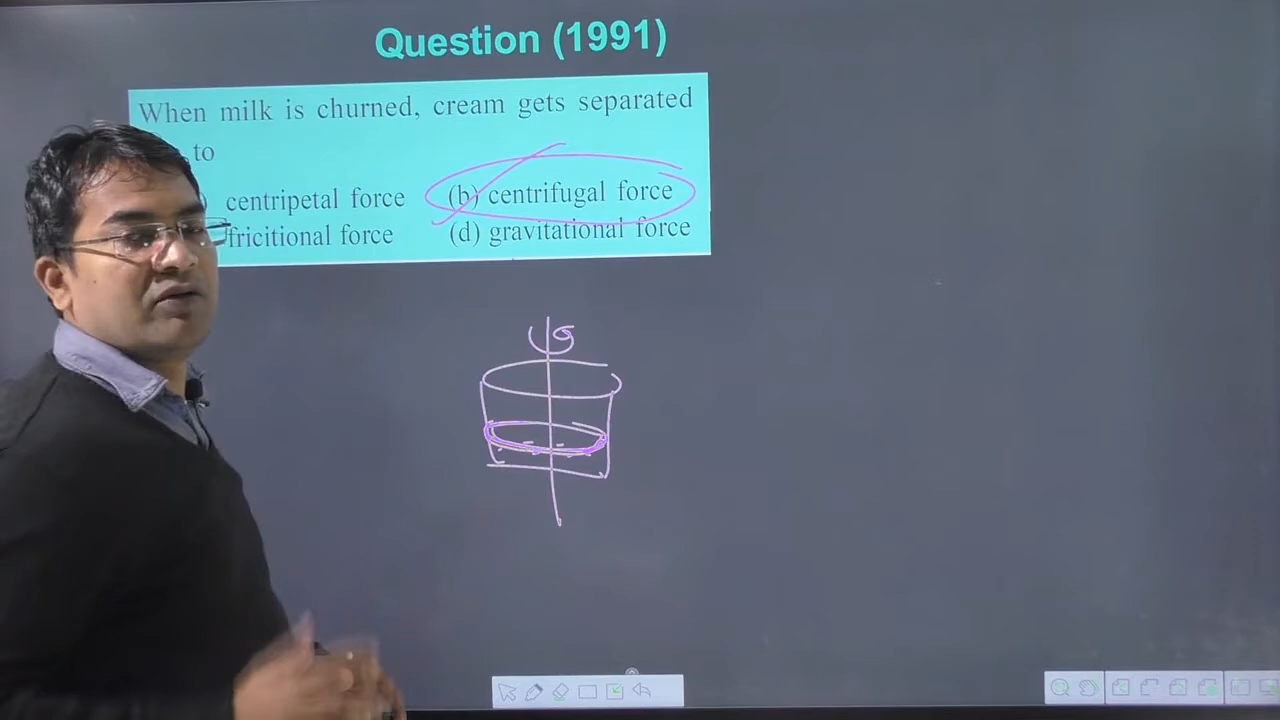 Question (1991)
When milk is churned, cream gets separated
to
centripetal force (b) centrifugal force
fricitional force (d) gravitational force